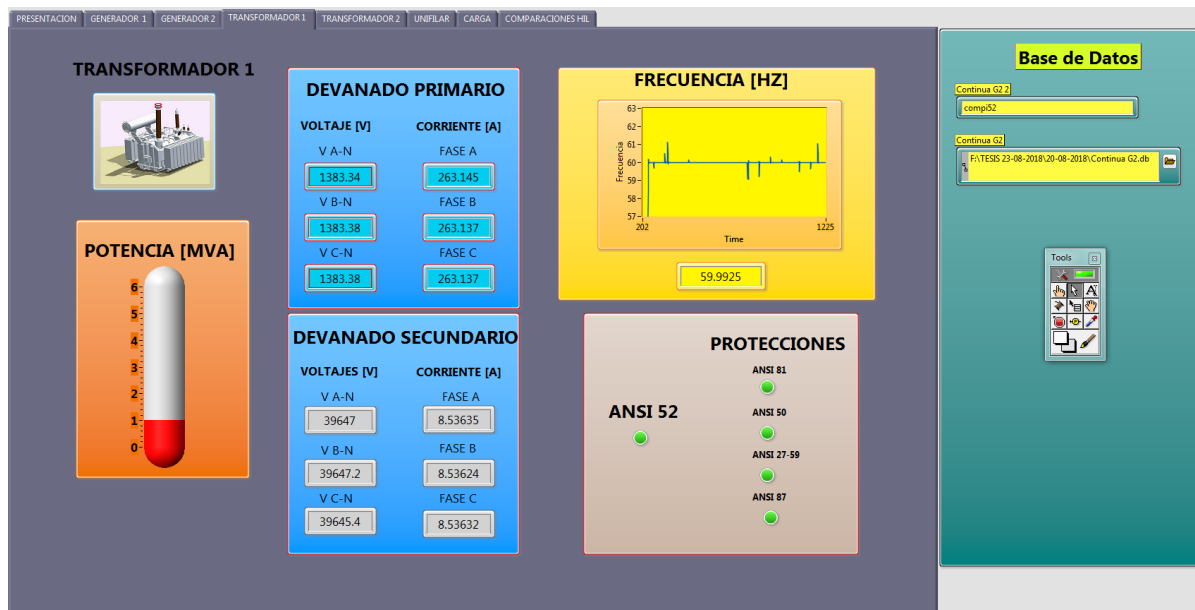 PRESENTACION
GENERADOR 1
GENERADOR 2
TRANSFORMADOR1
TRANSFORMADOR 2
UNIFILAR
CARGA
COMPARACIONES HIL
TRANSFORMADOR 1
POTENCIA [MVA]
6
5
4
3
2
1
0
DEVANADO PRIMARIO
VOLTAJE [V] CORRIENTE [A]
V A-N FASE A
1383.34 263.145
V B-N FASE B
1383.38 263.137
V C-N FASE C
1383.38 263.137
DEVANADO SECUNDARIO
VOLTAJES [V] CORRIENTE [A]
V A-N FASE A
39647 8.53635
V B-N FASE B
39647.2 8.53624
V C-N FASE C
39645.4 8.53632
FRECUENCIA [HZ]
Frecuencia
63
62
61
60
59
58
57
202 1225
Time
59.9925
PROTECCIONES
ANSI 52
ANSI 81
ANSI 50
ANSI 27-59
ANSI 87
Base de Datos
Continua G2 2
compi52
Continua G2
F:\TESIS 23-08-2018\20-08-2018\Continua G2.db
Tools